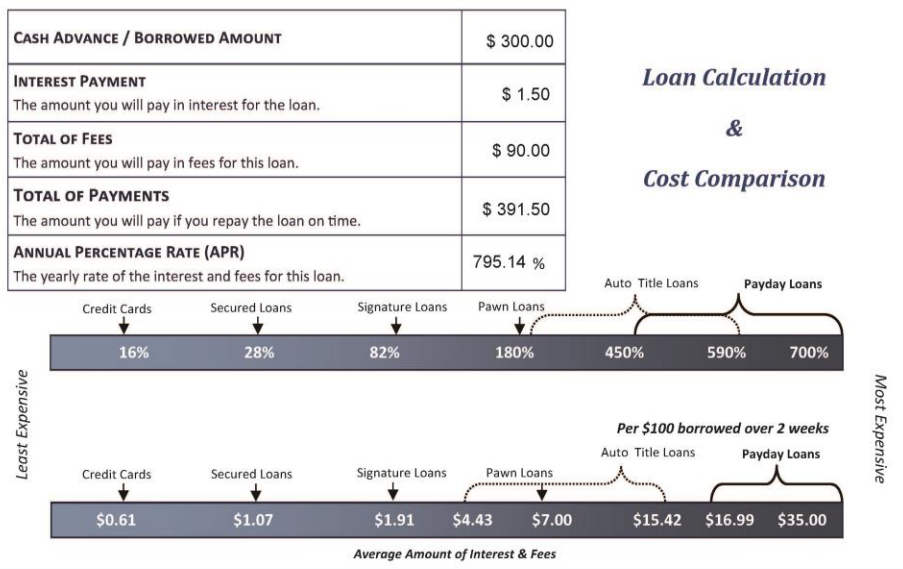 CASH ADVANCE / BORROWED AMOUNT
$ 300.00
INTEREST PAYMENT
The amount you will pay in interest for the loan.
$ 1.50
TOTAL OF FEES
The amount you will pay in fees for this loan.
$ 90.00
TOTAL OF PAYMENTS
The amount you will pay if you repay the loan on time.
$ 391.50
ANNUAL PERCENTAGE RATE (APR)
The yearly rate of the interest and fees for this loan.
795.14 %
Loan Calculation
&
Cost Comparison
Credit Cards Secured Loans Signature Loans Pawn Loans Auto Title Loans Payday Loans
16% 28% 82% 180% 450% 590% 700%
Least Expensive
Most Expensive
Per $100 borrowed over 2 weeks
Credit Cards Secured Loans Signature Loans Pawn Loans Auto Title Loans Payday Loans
$0.61 $1.07 $1.91 $4.43 $7.00 $15.42 $16.99 $35.00
Average Amount of Interest & Fees